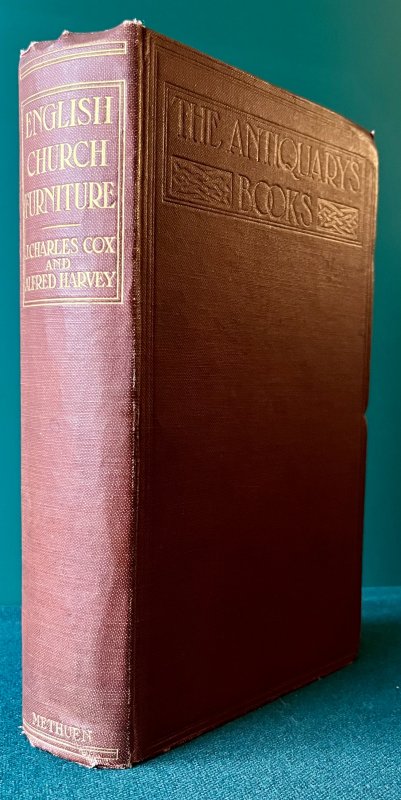 ENGLISH
CHURCH
FURNITURE
J. CHARLES COX
AND
ALFRED HARVEY
METHUEN
THE ANTIQUARY'S
BOOKS